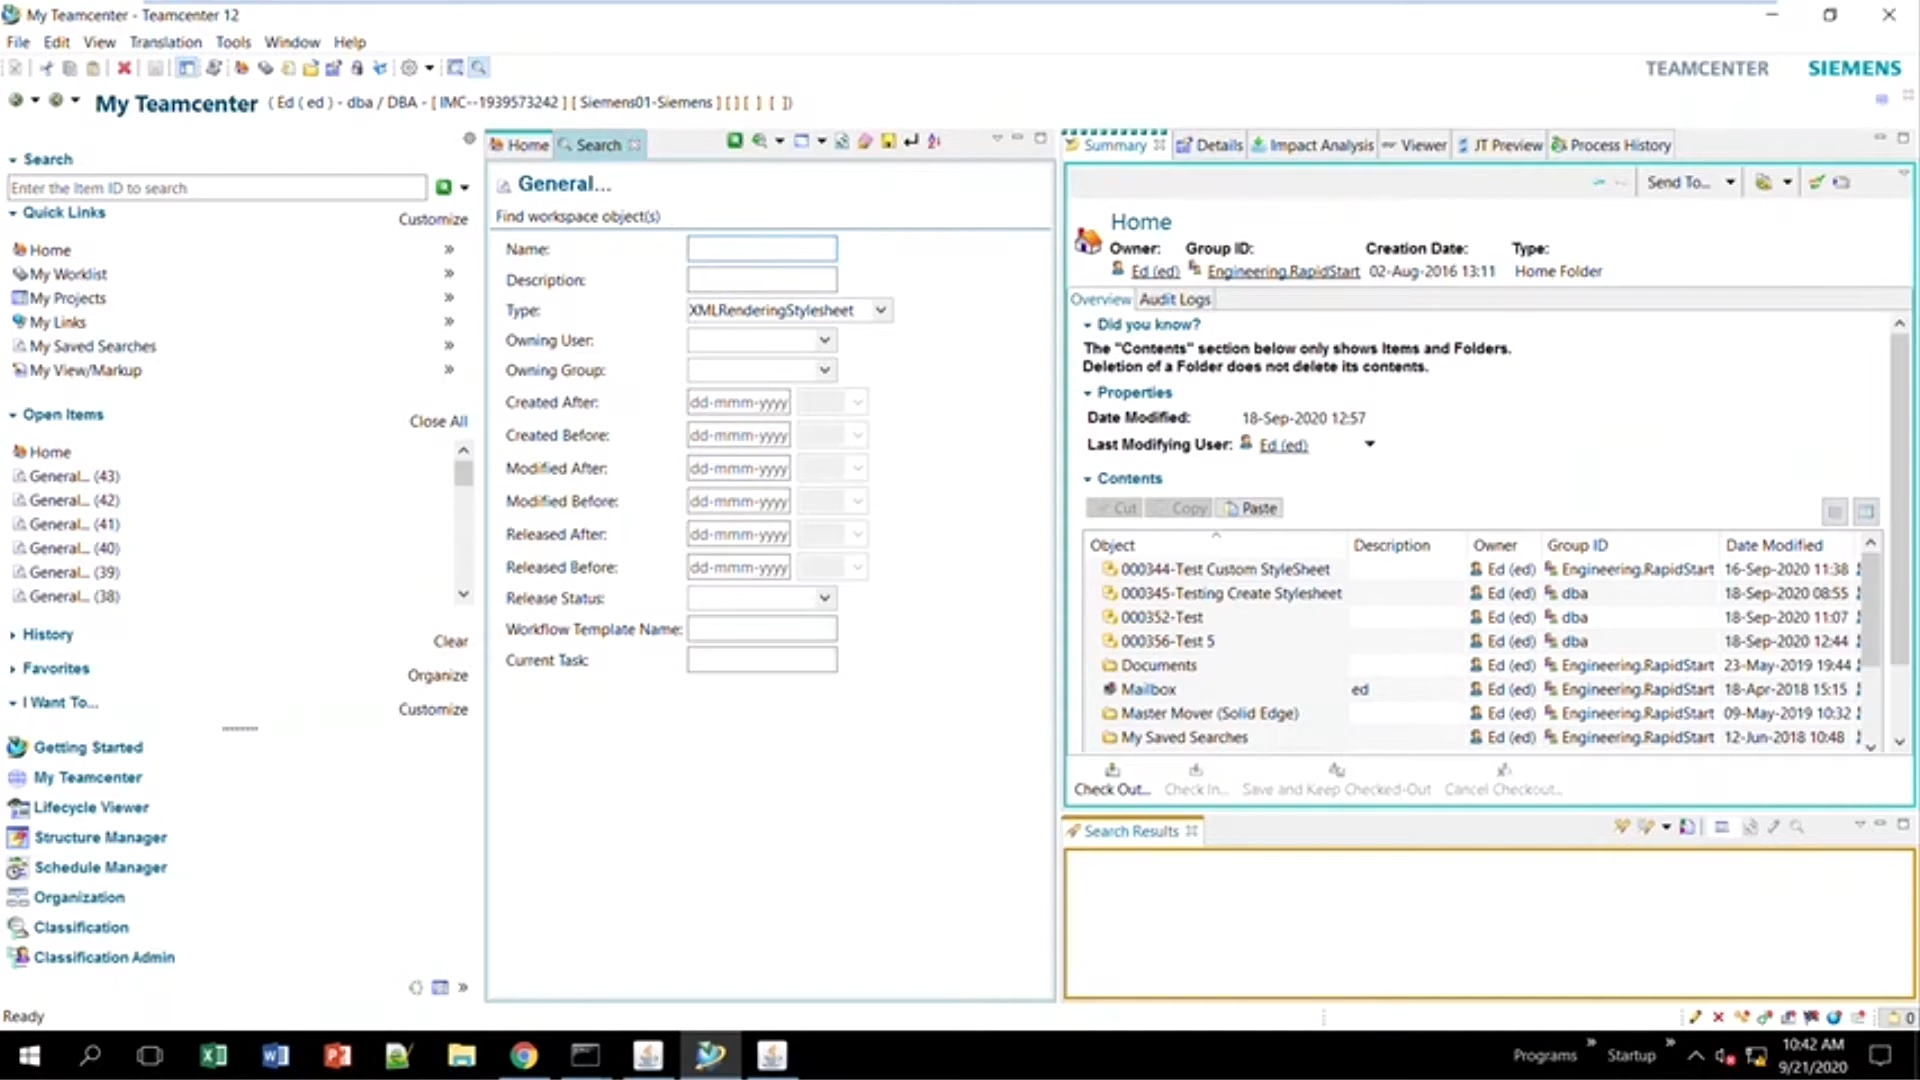 My Teamcenter - Teamcenter 12
File Edit View Translation Tools Window Help
TEAMCENTER SIEMENS
My Teamcenter ( Ed ( ed ) - dba / DBA - [ IMC--1939573242 ] [ Siemens01-Siemens ] [ ] [ ] [ ])
Search
Enter the Item ID to search
Quick Links
Customize
Home
My Worklist
My Projects
My Links
My Saved Searches
My View/Markup
Open Items
Close All
Home
General... (43)
General... (42)
General... (41)
General... (40)
General... (39)
General... (38)
History
Clear
Favorites
Organize
I Want To...
Customize
Getting Started
My Teamcenter
Lifecycle Viewer
Structure Manager
Schedule Manager
Organization
Classification
Classification Admin
Home Search
General...
Find workspace object(s)
Name:
Description:
Type: XMLRenderingStylesheet
Owning User:
Owning Group:
Created After: dd-mmm-yyyy
Created Before: dd-mmm-yyyy
Modified After: dd-mmm-yyyy
Modified Before: dd-mmm-yyyy
Released After: dd-mmm-yyyy
Released Before: dd-mmm-yyyy
Release Status:
Workflow Template Name:
Current Task:
Summary Details Impact Analysis Viewer JT Preview Process History
Send To...
Home
Owner: Group ID: Creation Date: Type:
Ed (ed) Engineering.RapidStart 02-Aug-2016 13:11 Home Folder
Overview Audit Logs
Did you know?
The "Contents" section below only shows Items and Folders.
Deletion of a Folder does not delete its contents.
Properties
Date Modified: 18-Sep-2020 12:57
Last Modifying User: Ed (ed)
Contents
Cut Copy Paste
Object Description Owner Group ID Date Modified
000344-Test Custom StyleSheet Ed (ed) Engineering.RapidStart 16-Sep-2020 11:38
000345-Testing Create Stylesheet Ed (ed) dba 18-Sep-2020 08:55
000352-Test Ed (ed) dba 18-Sep-2020 11:07
000356-Test 5 Ed (ed) dba 18-Sep-2020 12:44
Documents Ed (ed) Engineering.RapidStart 23-May-2019 19:44
Mailbox ed Ed (ed) Engineering.RapidStart 18-Apr-2018 15:15
Master Mover (Solid Edge) Ed (ed) Engineering.RapidStart 09-May-2019 10:32
My Saved Searches Ed (ed) Engineering.RapidStart 12-Jun-2018 10:48
Check Out... Check In... Save and Keep Checked-Out Cancel Checkout...
Search Results
Ready
0
Programs Startup 10:42 AM
9/21/2020